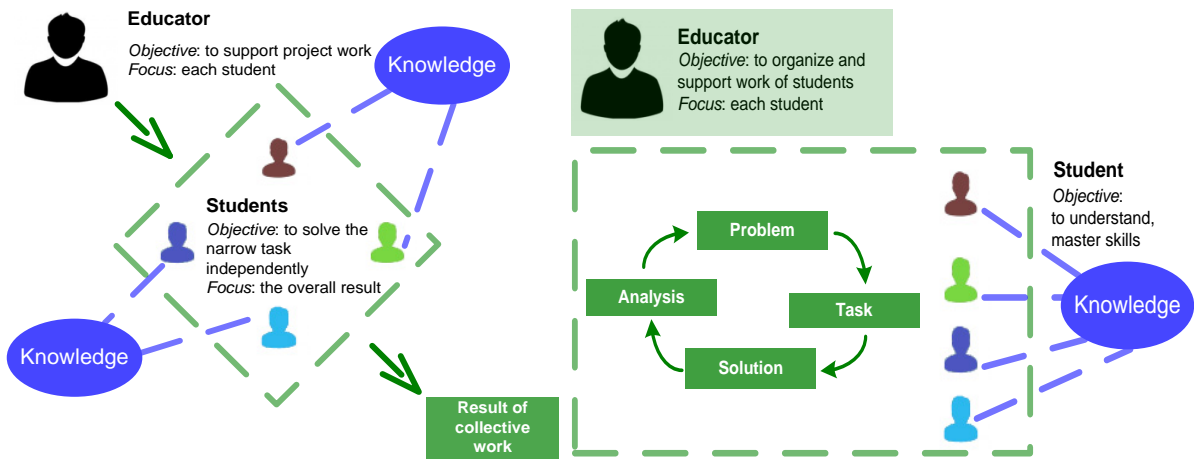 Educator
Objective: to support project work
Focus: each student
Knowledge
Students
Objective: to solve the
narrow task
independently
Focus: the overall result
Knowledge
Result of
collective
work
Educator
Objective: to organize and
support work of students
Focus: each student
Problem
Task
Solution
Analysis
Student
Objective:
to understand,
master skills
Knowledge